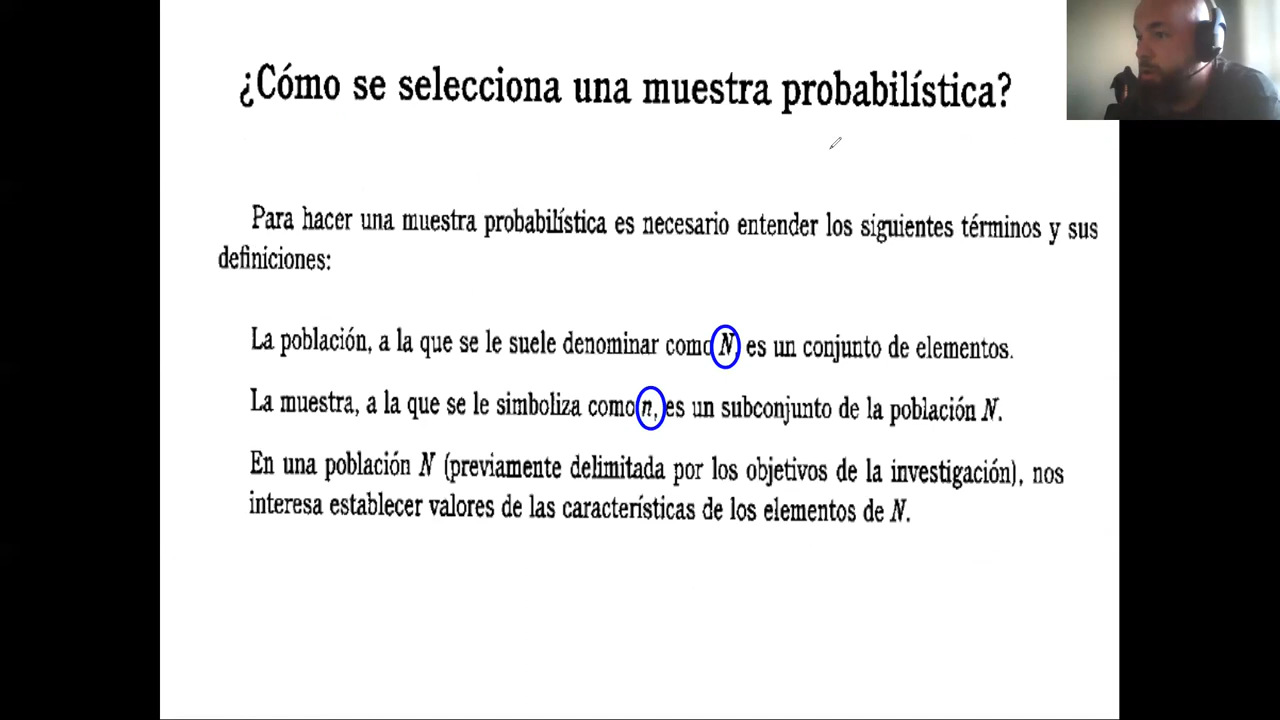 ¿Cómo se selecciona una muestra probabilística?
Para hacer una muestra probabilística es necesario entender los siguientes términos y sus
definiciones:
La población, a la que se le suele denominar como N, es un conjunto de elementos.
La muestra, a la que se le simboliza como n, es un subconjunto de la población N.
En una población N (previamente delimitada por los objetivos de la investigación), nos
interesa establecer valores de las características de los elementos de N.